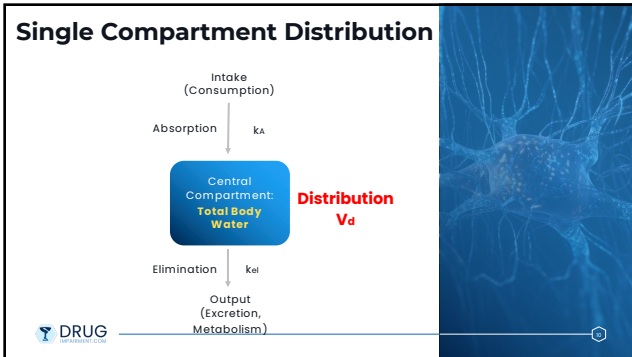 Single Compartment Distribution
Intake
(Consumption)
Absorption kA
Central
Compartment:
Total Body
Water
Distribution
Vd
Elimination kel
Output
(Excretion,
Metabolism)
DRUG
IMPAIRMENT.COM
10